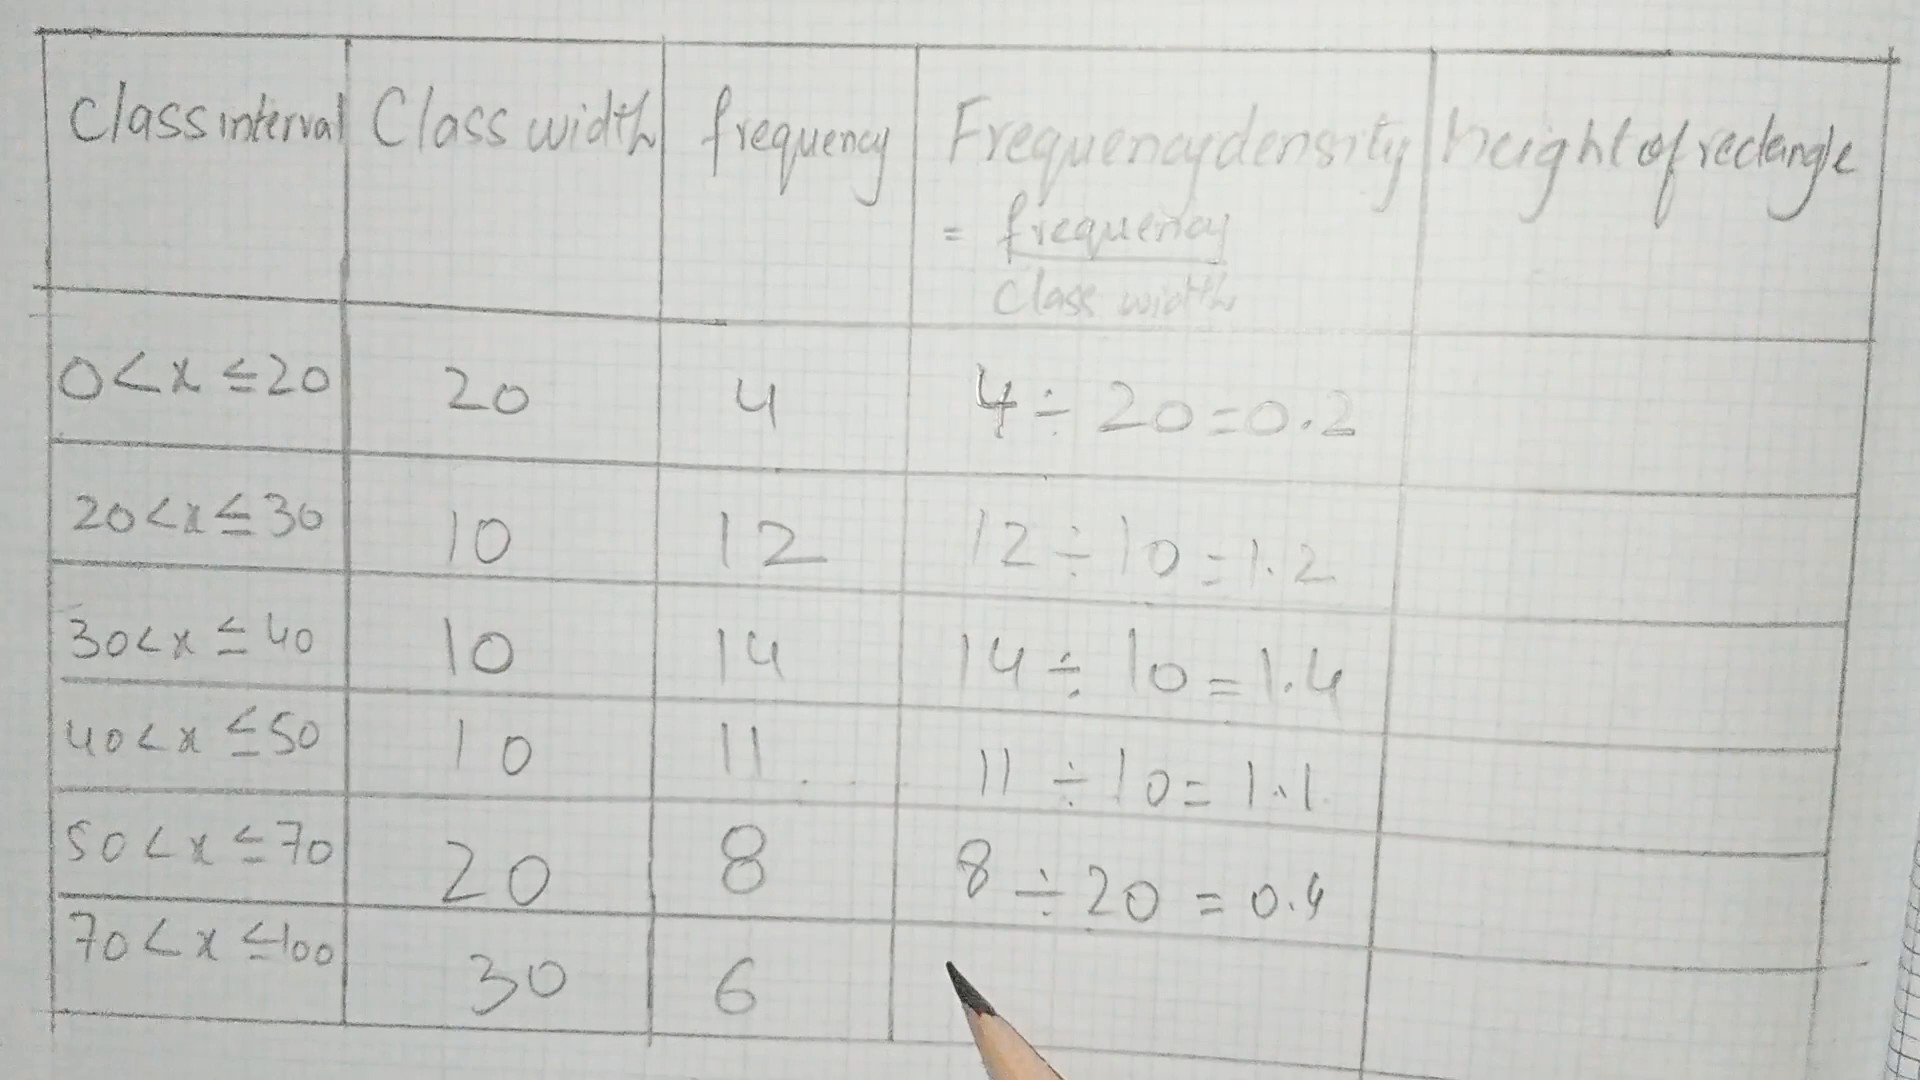 Class interval Class width frequency Frequency density height of rectangle
= frequency
Class width
0 < x ≤ 20 20 4 4 ÷ 20 = 0.2
20 < x ≤ 30 10 12 12 ÷ 10 = 1.2
30 < x ≤ 40 10 14 14 ÷ 10 = 1.4
40 < x ≤ 50 10 11 11 ÷ 10 = 1.1
50 < x ≤ 70 20 8 8 ÷ 20 = 0.4
70 < x ≤ 100 30 6